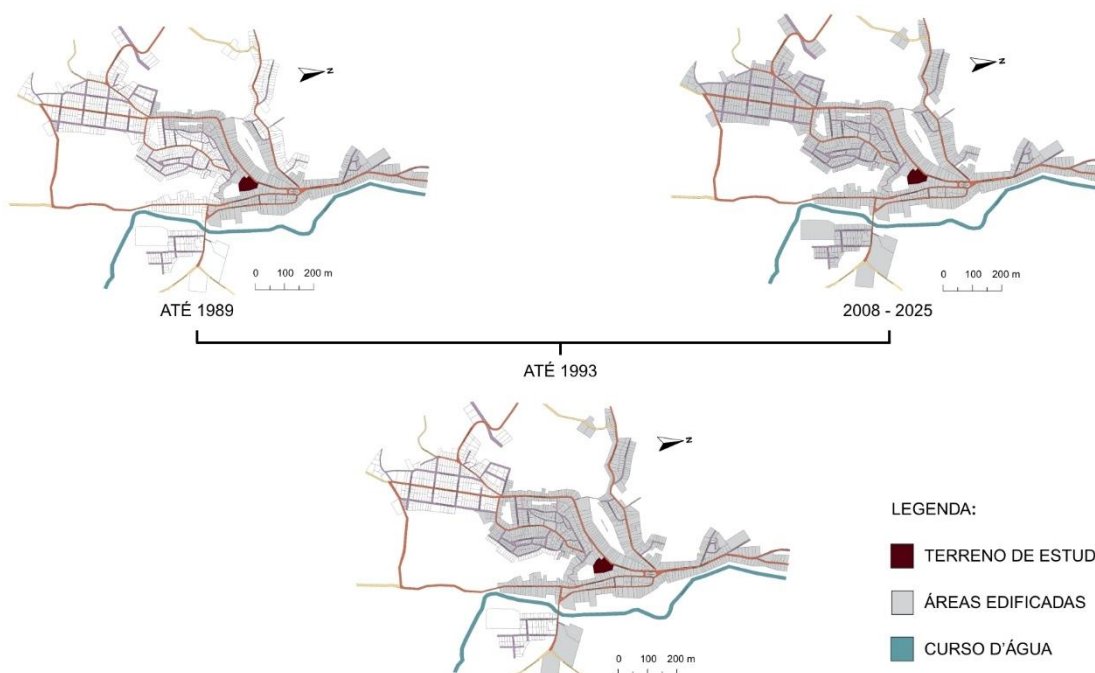 N
N
0 100 200 m
0 100 200 m
ATÉ 1989
2008 - 2025
ATÉ 1993
N
LEGENDA:
TERRENO DE ESTUD
ÁREAS EDIFICADAS
CURSO D'ÁGUA
0 100 200 m